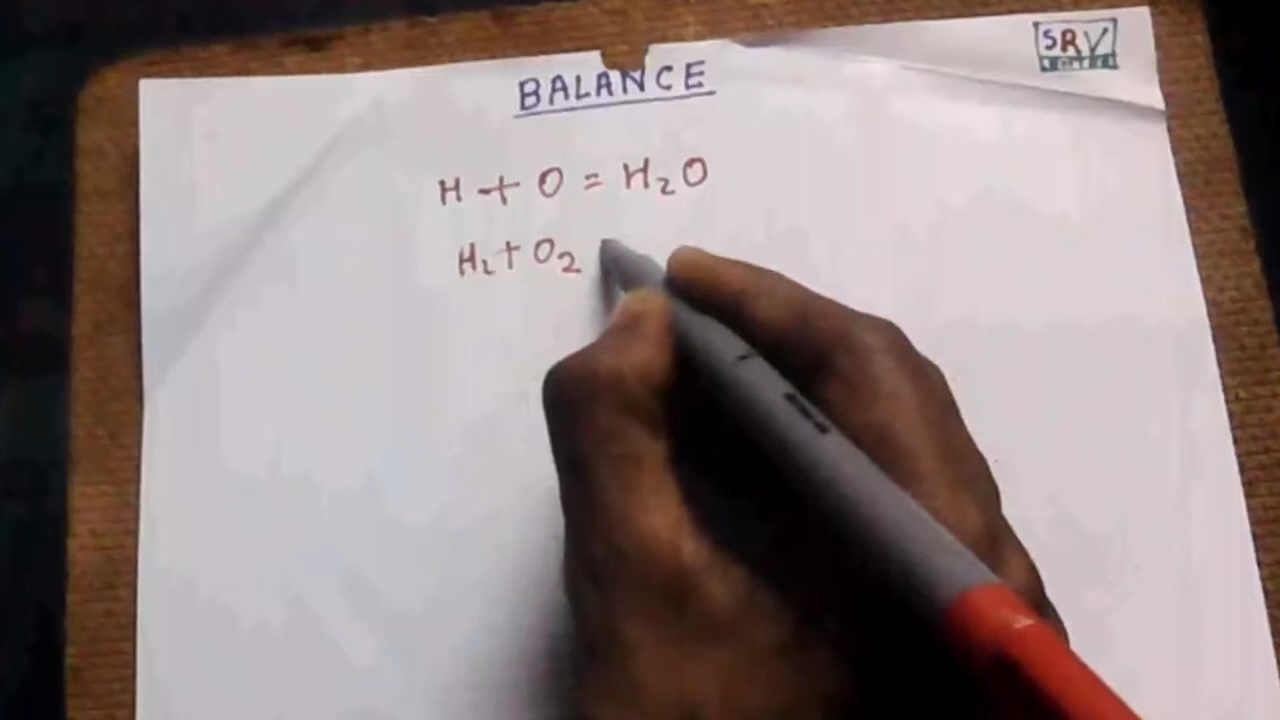 SRV
BALANCE
H + O = H₂O
H₂ + O₂